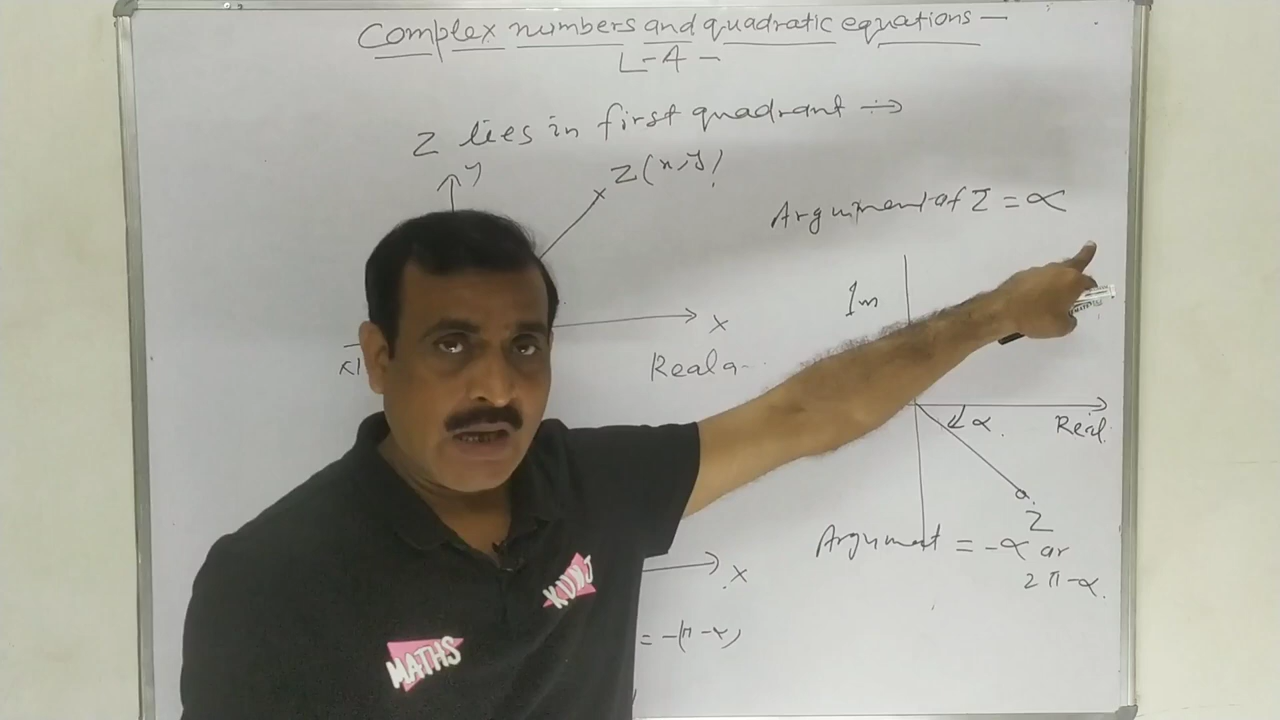 Complex numbers and quadratic equations —
L-4 -
Z lies in first quadrant →
y
Z(x,y)
Argument of Z = ∝
Im
x
x|
Real a-
∝
Real
Z
Argument = -∝ or
2π-∝.
x
= -(π-∝)
KUNJ
MATHS